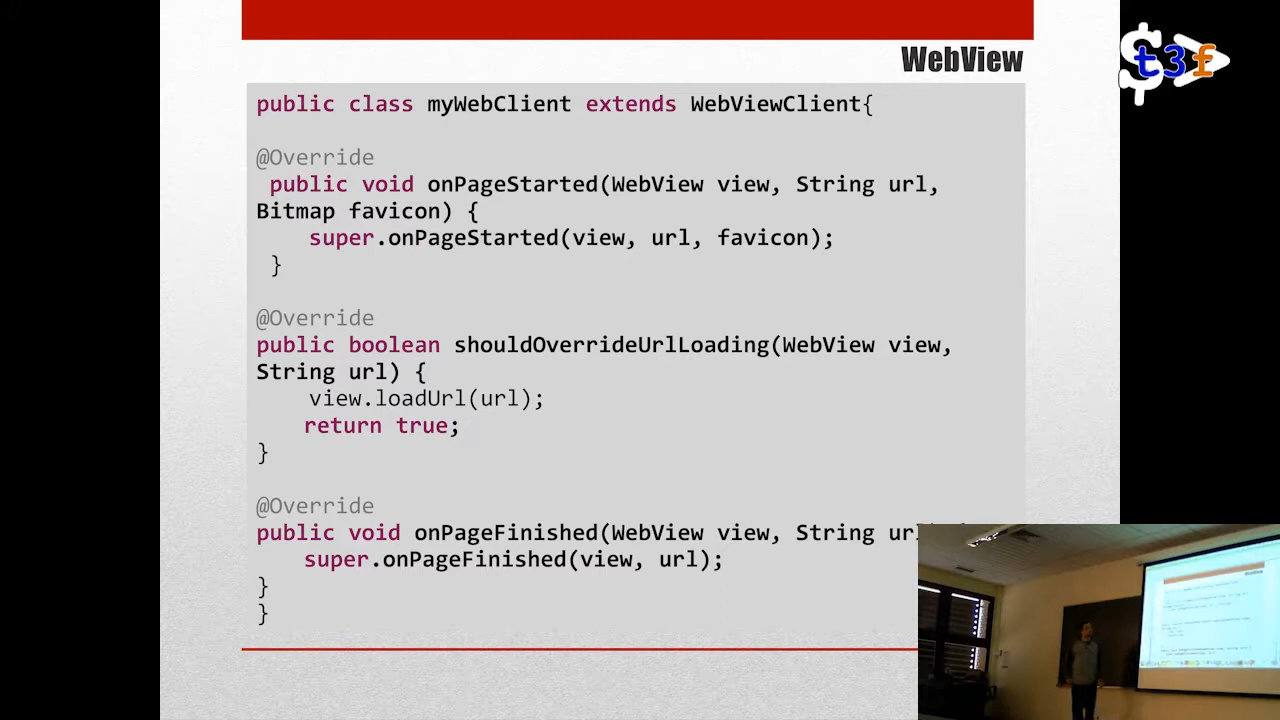 WebView
t3f
public class myWebClient extends WebViewClient{
@Override
public void onPageStarted(WebView view, String url,
Bitmap favicon) {
super.onPageStarted(view, url, favicon);
}
@Override
public boolean shouldOverrideUrlLoading(WebView view,
String url) {
view.loadUrl(url);
return true;
}
@Override
public void onPageFinished(WebView view, String ur
super.onPageFinished(view, url);
}
}